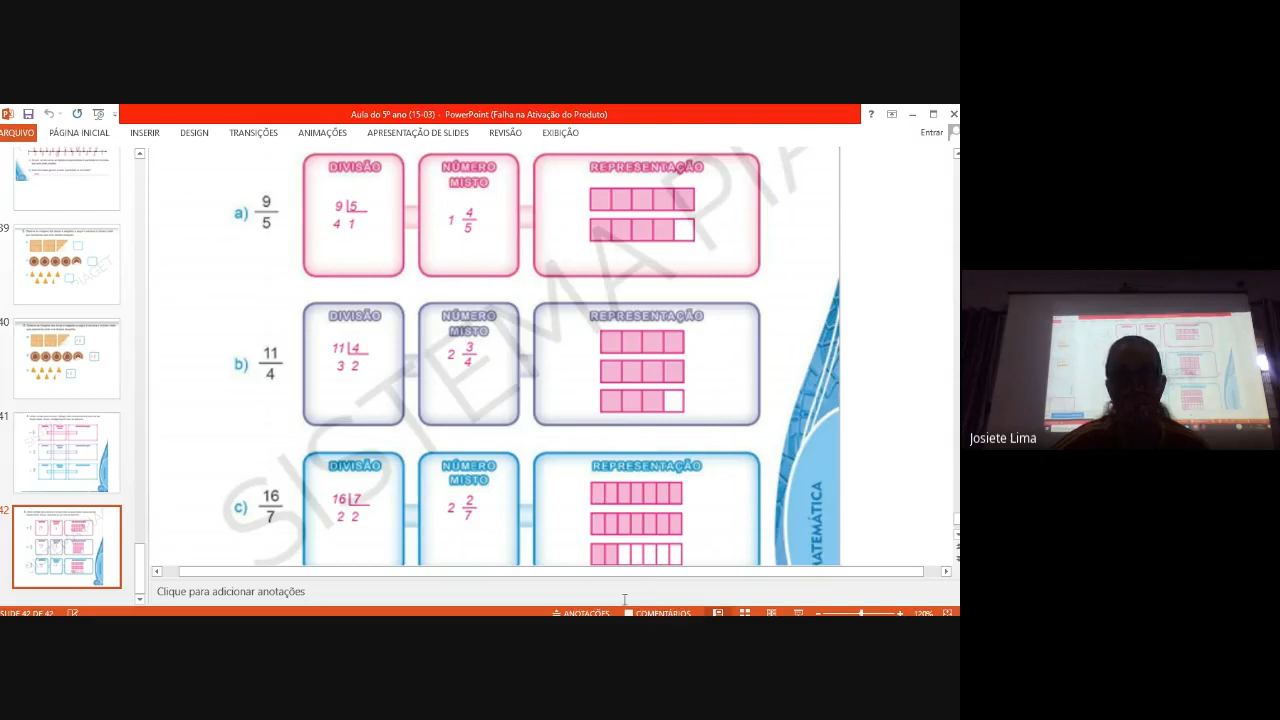 Aula do 5º ano (15-03) - PowerPoint (Falha na Ativação do Produto)
ARQUIVO PÁGINA INICIAL INSERIR DESIGN TRANSIÇÕES ANIMAÇÕES APRESENTAÇÃO DE SLIDES REVISÃO EXIBIÇÃO Entrar
39
40
41
42
a) 9/5
DIVISÃO
9 5
4 1
NÚMERO
MISTO
1 4/5
REPRESENTAÇÃO
b) 11/4
DIVISÃO
11 4
3 2
NÚMERO
MISTO
2 3/4
REPRESENTAÇÃO
c) 16/7
DIVISÃO
16 7
2 2
NÚMERO
MISTO
2 2/7
REPRESENTAÇÃO
SISTEMA PIA
MATEMÁTICA
Josiete Lima
Clique para adicionar anotações
SLIDE 42 DE 42 ANOTAÇÕES COMENTÁRIOS 120%